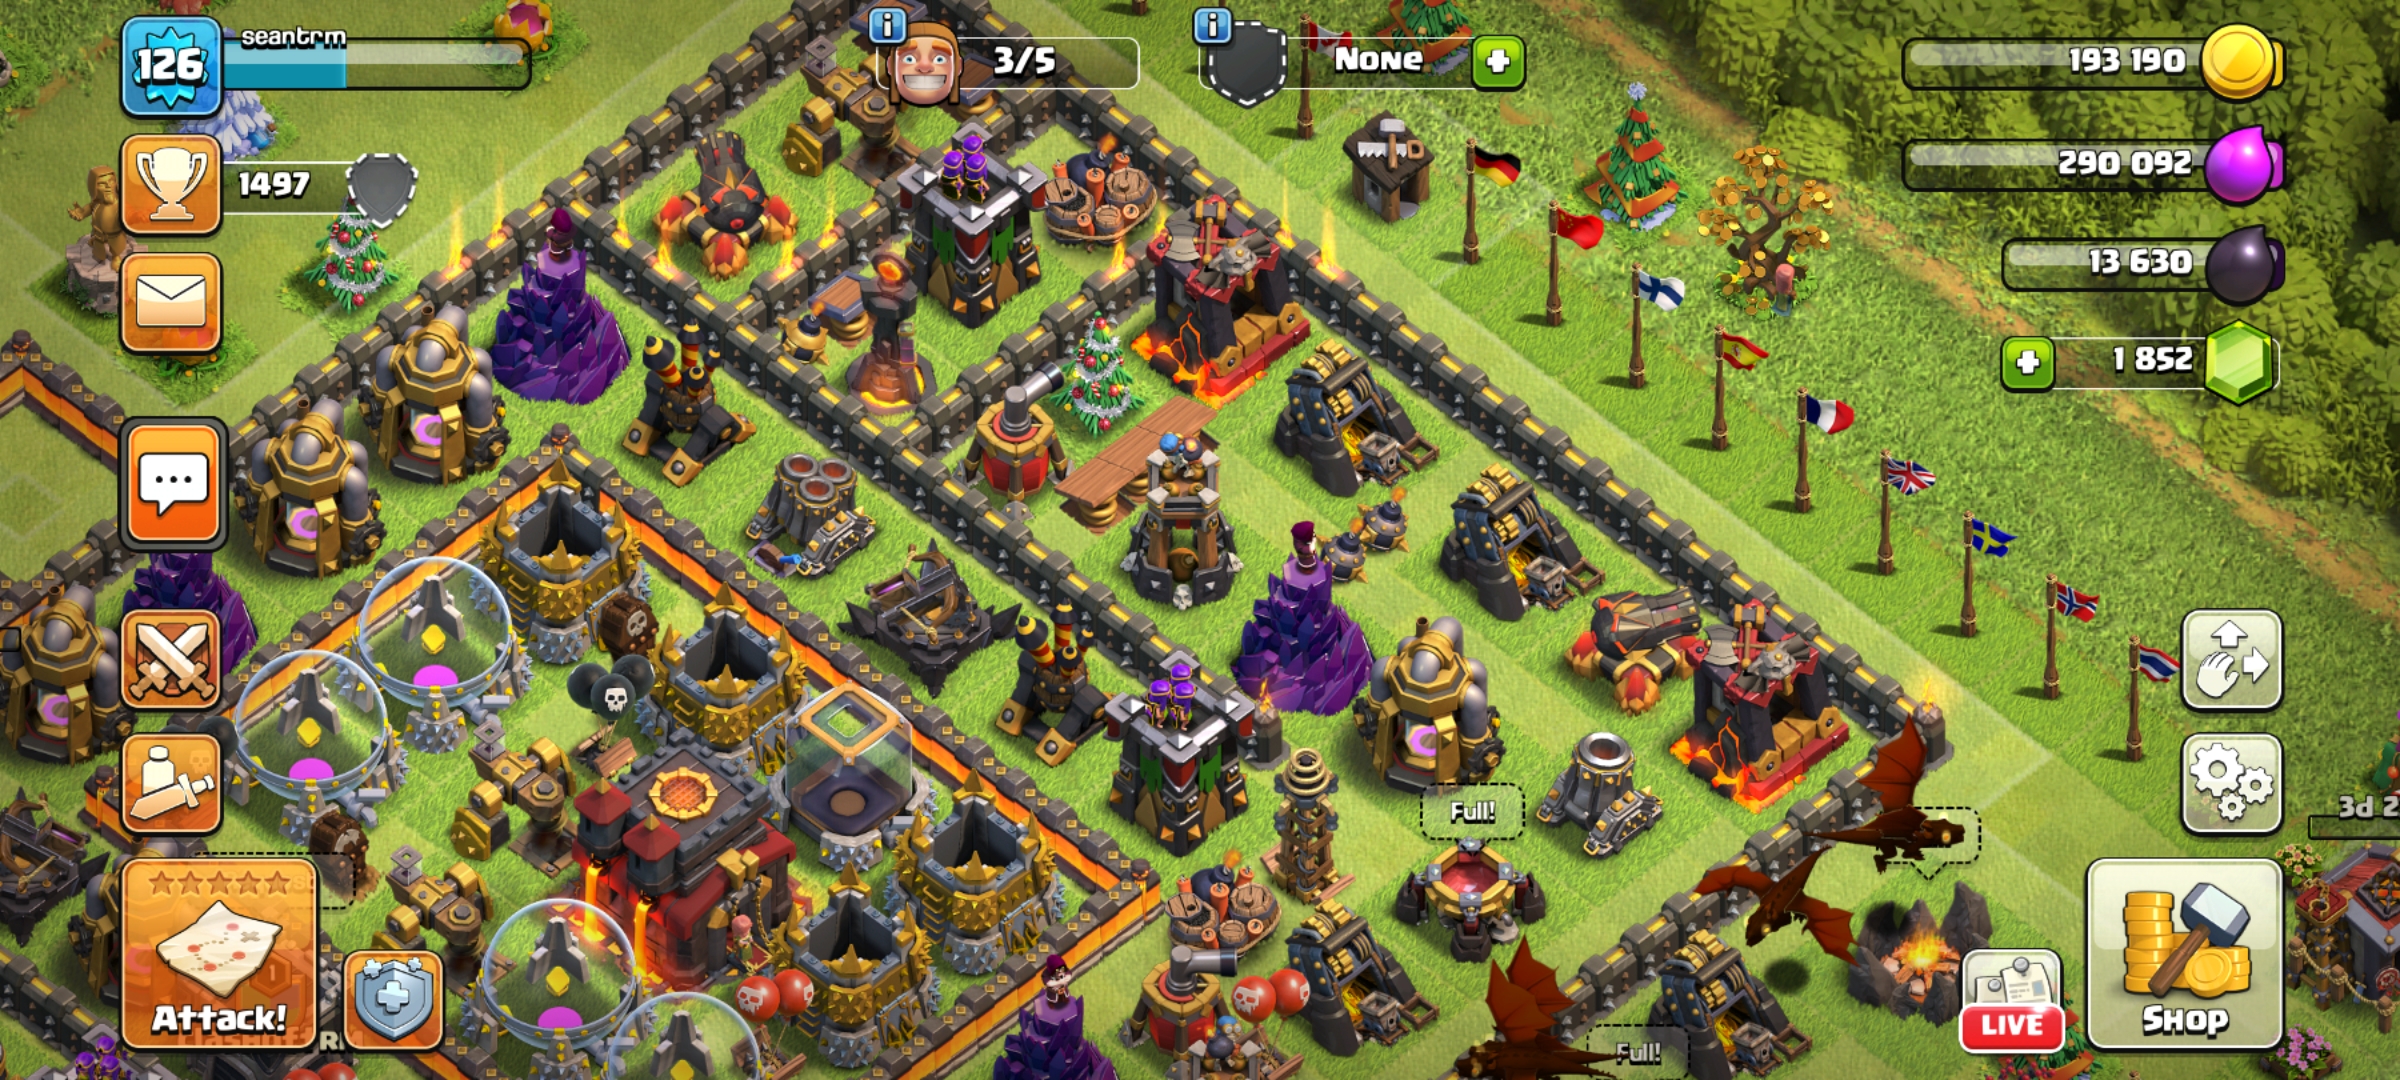 126
seantrm
3/5
None
193 190
1497
290 092
13 630
1 852
Full!
3d 2
Attack!
LIVE
Shop
Full!